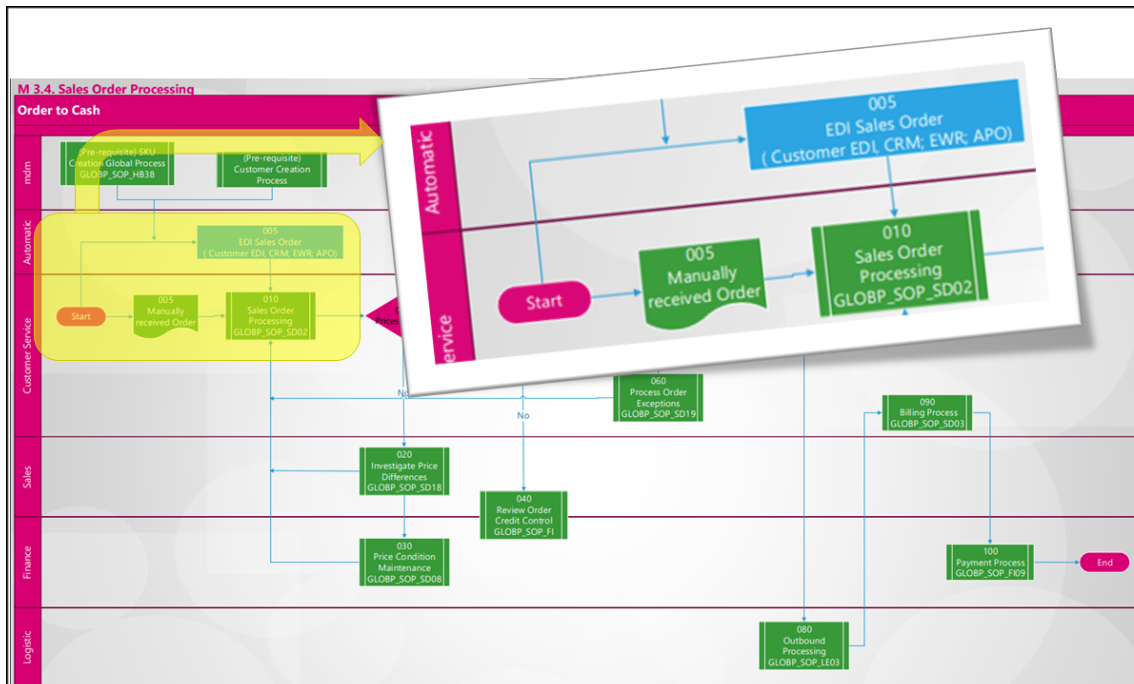 M 3.4. Sales Order Processing
Order to Cash
mdm
(Pre-requisite) SKU
Creation Global Process
GLOBP_SOP_HB38
(Pre-requisite)
Customer Creation
Process
Automatic
005
EDI Sales Order
( Customer EDI, CRM; EWR; APO)
Customer Service
Start
005
Manually
received Order
010
Sales Order
Processing
GLOBP_SOP_SD02
No
No
060
Process Order
Exceptions
GLOBP_SOP_SD19
090
Billing Process
GLOBP_SOP_SD03
Sales
020
Investigate Price
Differences
GLOBP_SOP_SD18
040
Review Order
Credit Control
GLOBP_SOP_FI
Finance
030
Price Condition
Maintenance
GLOBP_SOP_SD08
100
Payment Process
GLOBP_SOP_FI09
End
Logistic
080
Outbound
Processing
GLOBP_SOP_LE03
Automatic
005
EDI Sales Order
( Customer EDI, CRM; EWR; APO)
ervice
Start
005
Manually
received Order
010
Sales Order
Processing
GLOBP_SOP_SD02